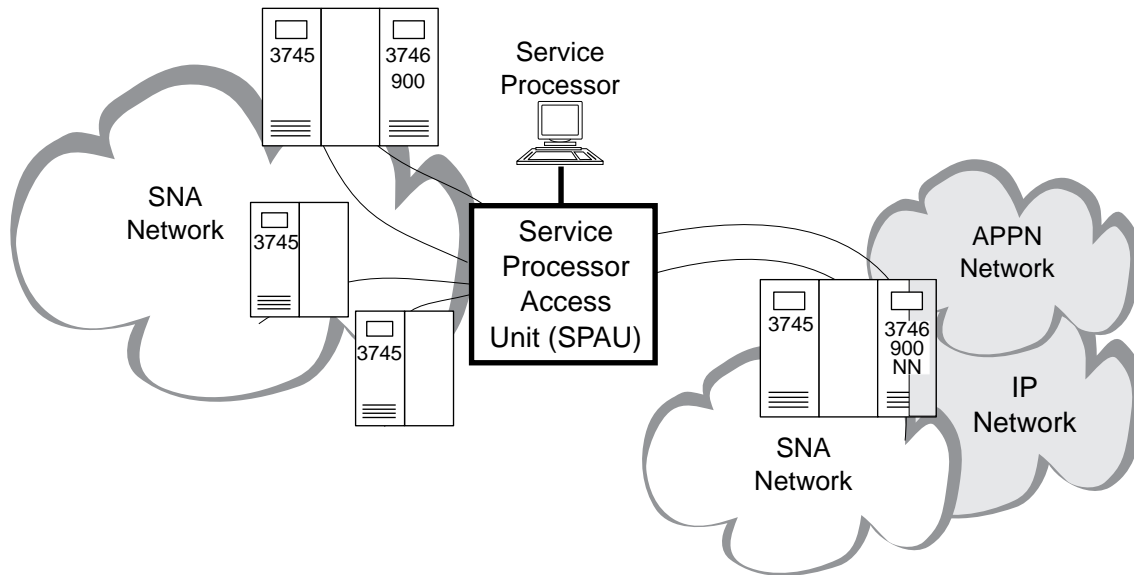 3745
3746
900
Service
Processor
SNA
Network
3745
3745
Service
Processor
Access
Unit (SPAU)
APPN
Network
3745
3746
900
NN
IP
Network
SNA
Network